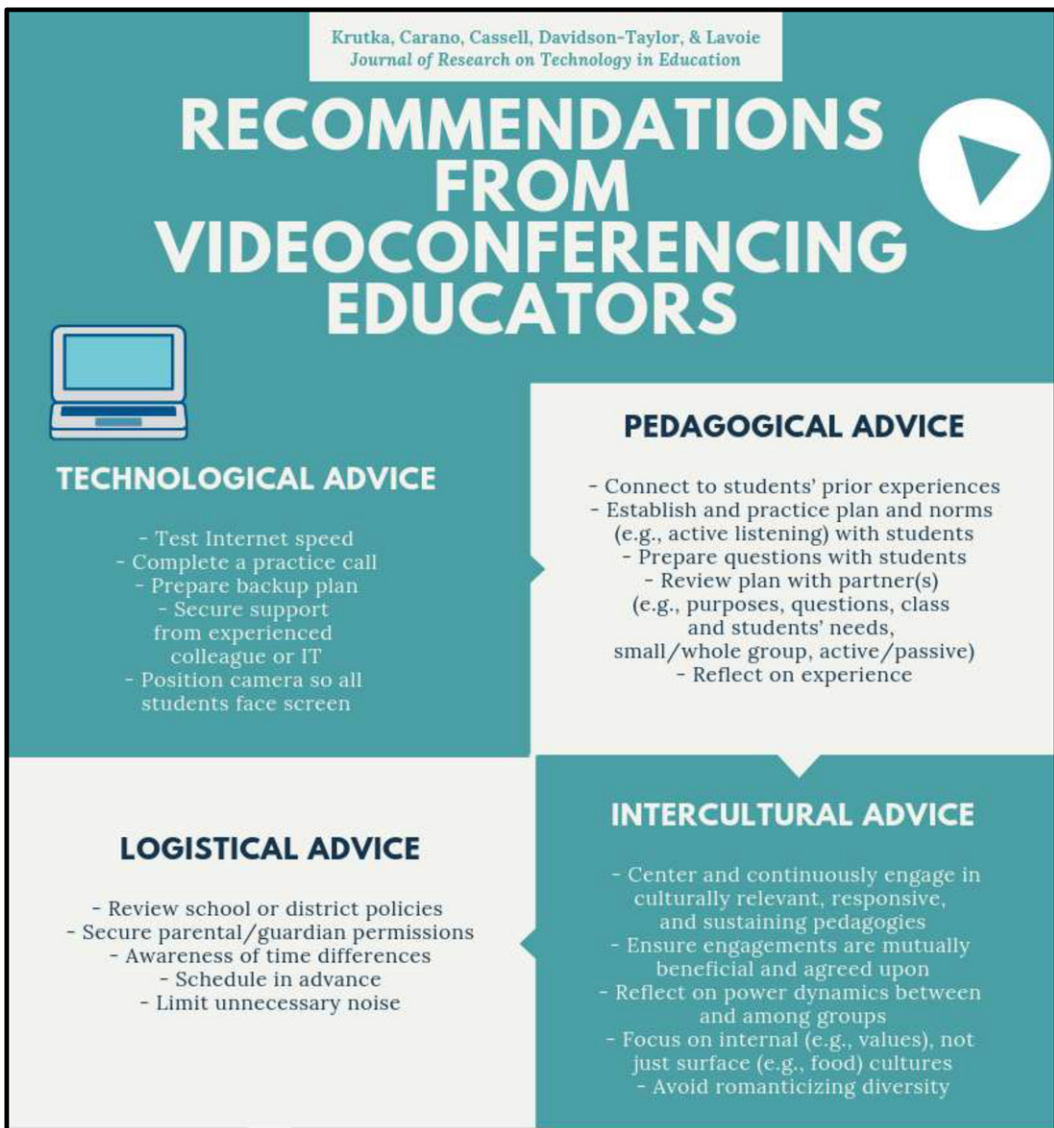 Krutka, Carano, Cassell, Davidson-Taylor, & Lavoie
Journal of Research on Technology in Education
RECOMMENDATIONS
FROM
VIDEOCONFERENCING
EDUCATORS
TECHNOLOGICAL ADVICE
- Test Internet speed
- Complete a practice call
- Prepare backup plan
- Secure support
from experienced
colleague or IT
- Position camera so all
students face screen
PEDAGOGICAL ADVICE
- Connect to students' prior experiences
- Establish and practice plan and norms
(e.g., active listening) with students
- Prepare questions with students
- Review plan with partner(s)
(e.g., purposes, questions, class
and students' needs,
small/whole group, active/passive)
- Reflect on experience
LOGISTICAL ADVICE
- Review school or district policies
- Secure parental/guardian permissions
- Awareness of time differences
- Schedule in advance
- Limit unnecessary noise
INTERCULTURAL ADVICE
- Center and continuously engage in
culturally relevant, responsive,
and sustaining pedagogies
- Ensure engagements are mutually
beneficial and agreed upon
- Reflect on power dynamics between
and among groups
- Focus on internal (e.g., values), not
just surface (e.g., food) cultures
- Avoid romanticizing diversity